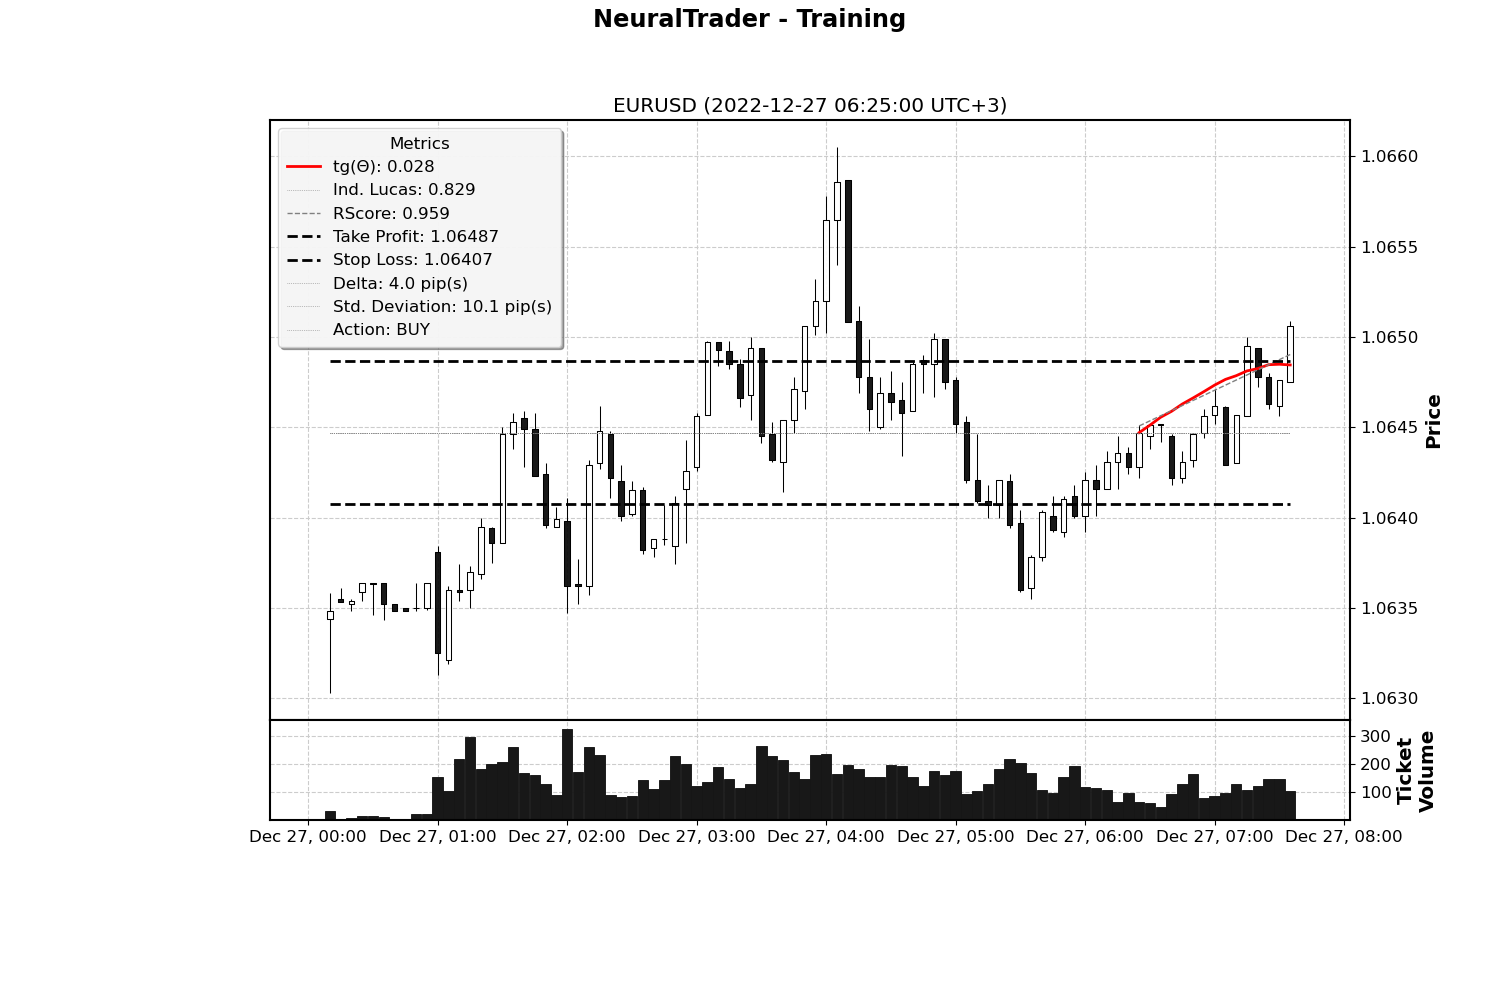 NeuralTrader - Training
EURUSD (2022-12-27 06:25:00 UTC+3)
Metrics
tg(Θ): 0.028
Ind. Lucas: 0.829
RScore: 0.959
Take Profit: 1.06487
Stop Loss: 1.06407
Delta: 4.0 pip(s)
Std. Deviation: 10.1 pip(s)
Action: BUY
1.0660
1.0655
1.0650
1.0645
1.0640
1.0635
1.0630
Price
300
200
100
Ticket
Volume
Dec 27, 00:00
Dec 27, 01:00
Dec 27, 02:00
Dec 27, 03:00
Dec 27, 04:00
Dec 27, 05:00
Dec 27, 06:00
Dec 27, 07:00
Dec 27, 08:00